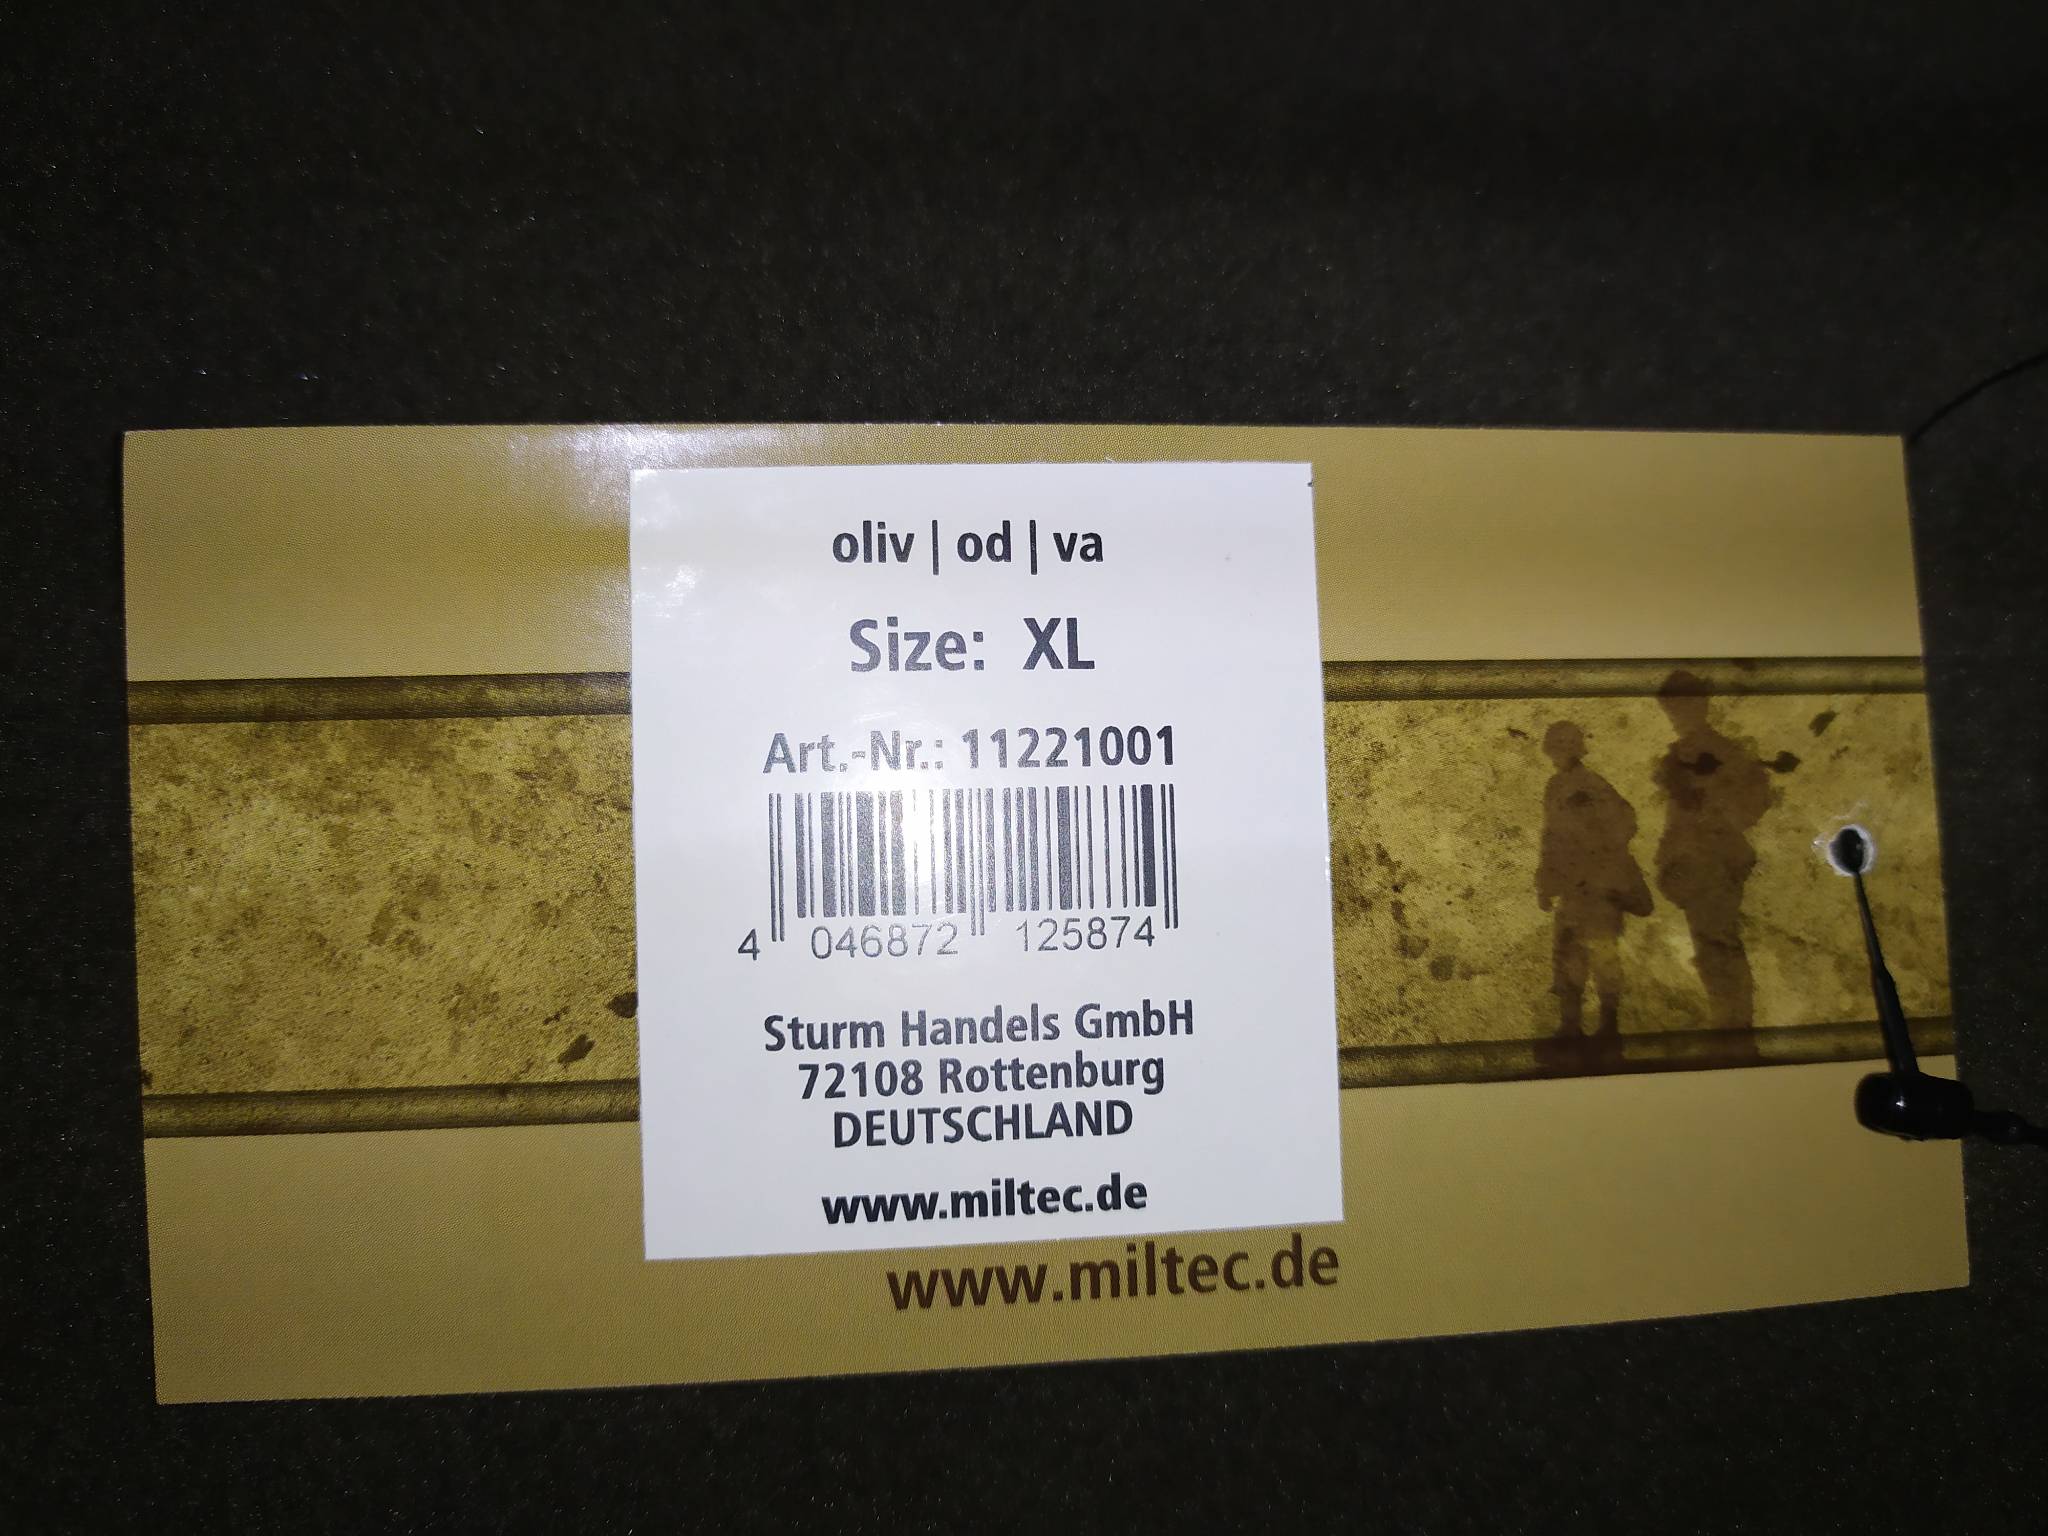 oliv | od | va
Size: XL
Art.-Nr.: 11221001
4 046872 125874
Sturm Handels GmbH
72108 Rottenburg
DEUTSCHLAND
www.miltec.de
www.miltec.de